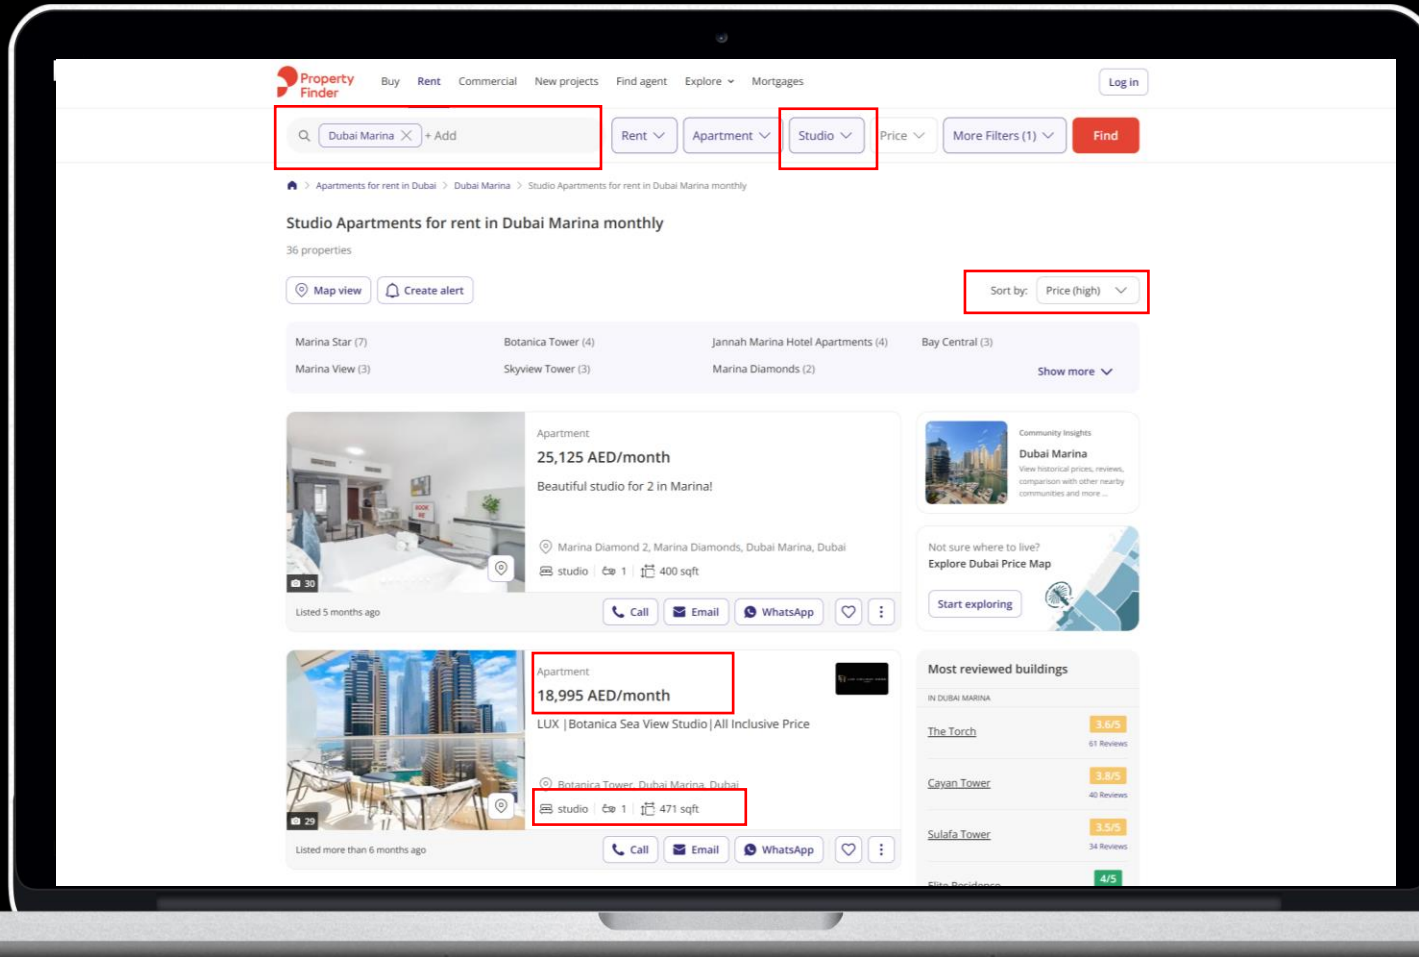 Property Finder
Buy Rent Commercial New projects Find agent Explore Mortgages Log in
Dubai Marina + Add Rent Apartment Studio Price More Filters (1) Find
Apartments for rent in Dubai > Dubai Marina > Studio Apartments for rent in Dubai Marina monthly
Studio Apartments for rent in Dubai Marina monthly
36 properties
Map view Create alert Sort by: Price (high)
Marina Star (7) Botanica Tower (4) Jannah Marina Hotel Apartments (4) Bay Central (3)
Marina View (3) Skyview Tower (3) Marina Diamonds (2) Show more
Apartment
25,125 AED/month
Beautiful studio for 2 in Marina!
Marina Diamond 2, Marina Diamonds, Dubai Marina, Dubai
studio 1 400 sqft
BOOK
ME
30
Listed 5 months ago Call Email WhatsApp
Apartment
18,995 AED/month
LUX |Botanica Sea View Studio|All Inclusive Price
Botanica Tower, Dubai Marina, Dubai
studio 1 471 sqft
29
Listed more than 6 months ago Call Email WhatsApp
Community Insights
Dubai Marina
View historical prices, reviews,
comparison with other nearby
communities and more ...
Not sure where to live?
Explore Dubai Price Map
Start exploring
Most reviewed buildings
IN DUBAI MARINA
The Torch 3.6/5
61 Reviews
Cayan Tower 3.8/5
40 Reviews
Sulafa Tower 3.5/5
34 Reviews
Elite Residence 4/5